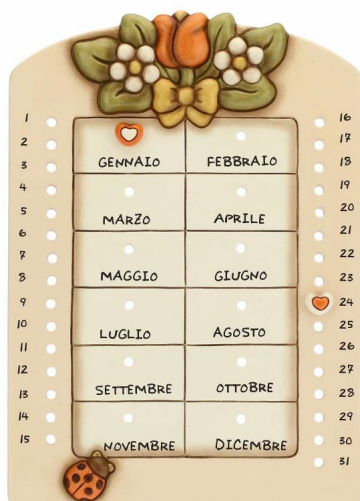 1 16
2 17
3 GENNAIO FEBBRAIO 18
4 19
5 MARZO APRILE 20
6 21
7 22
8 MAGGIO GIUGNO 23
9 24
10 LUGLIO AGOSTO 25
11 26
12 27
13 SETTEMBRE OTTOBRE 28
14 29
15 NOVEMBRE DICEMBRE 30
31